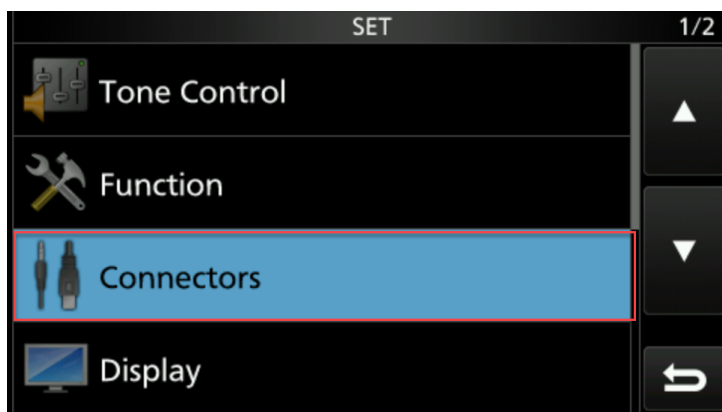 SET 1/2
Tone Control
Function
Connectors
Display